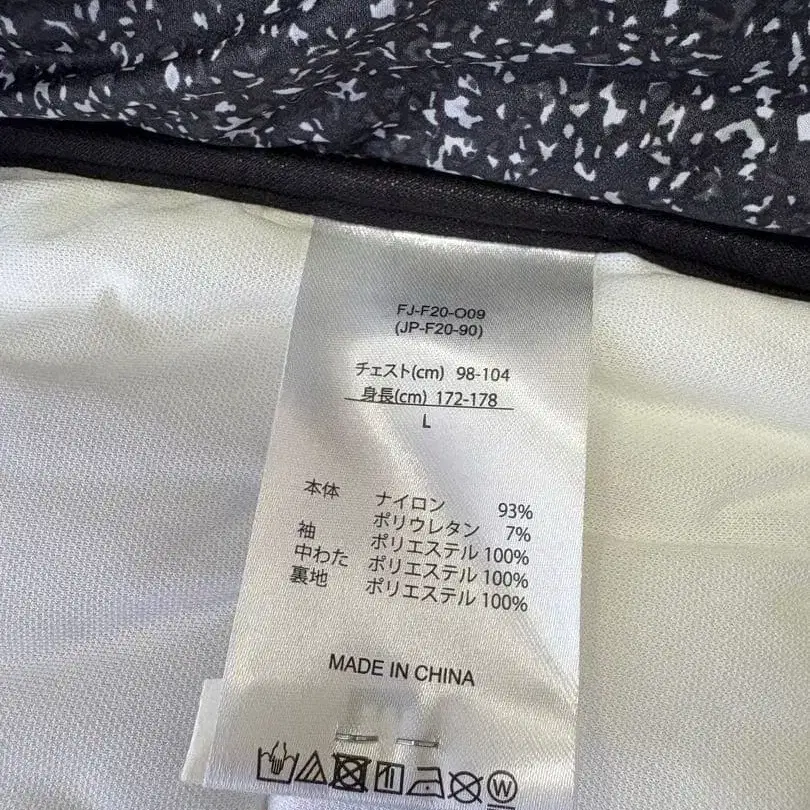 FJ-F20-O09
(JP-F20-90)
チェスト(cm) 98-104
身長(cm) 172-178
L
本体 ナイロン 93%
ポリウレタン 7%
袖 ポリエステル 100%
中わた ポリエステル 100%
裏地 ポリエステル 100%
MADE IN CHINA
W